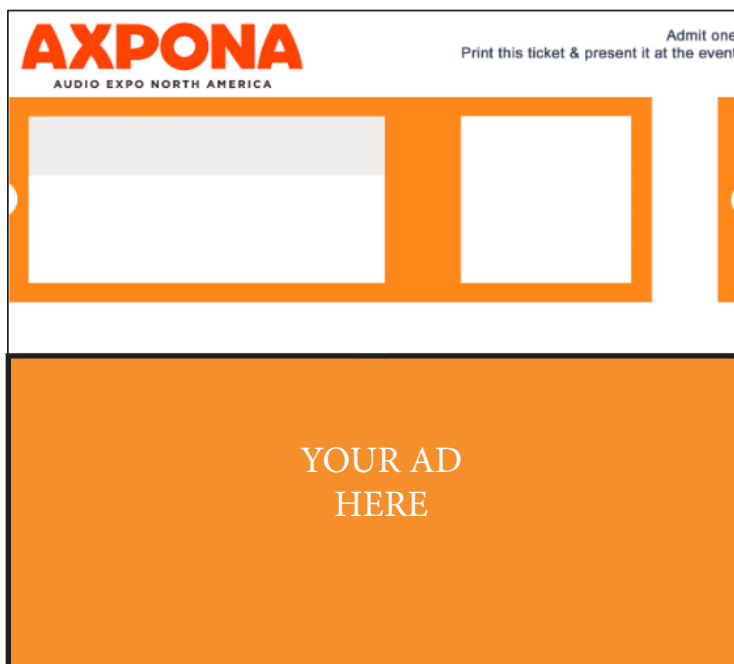 AXPONA
AUDIO EXPO NORTH AMERICA
Admit one
Print this ticket & present it at the event
YOUR AD
HERE